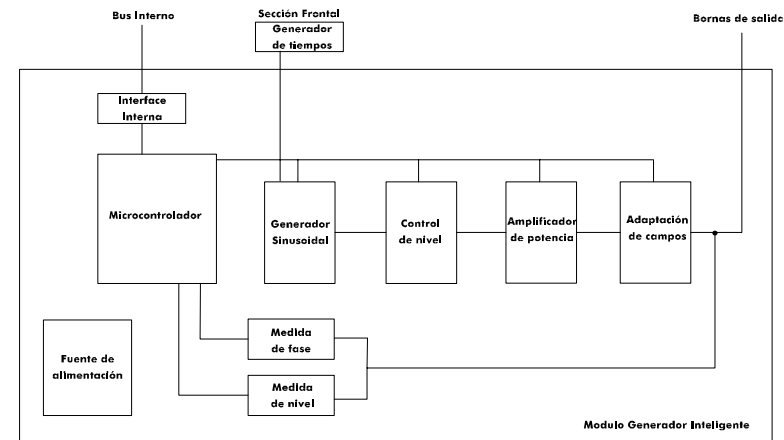 Bus Interno
Sección Frontal
Generador
de tiempos
Bornas de salida
Interface
Interna
Microcontrolador
Generador
Sinusoidal
Control
de nivel
Amplificador
de potencia
Adaptación
de campos
Medida
de fase
Fuente de
alimentación
Medida
de nivel
Modulo Generador Inteligente